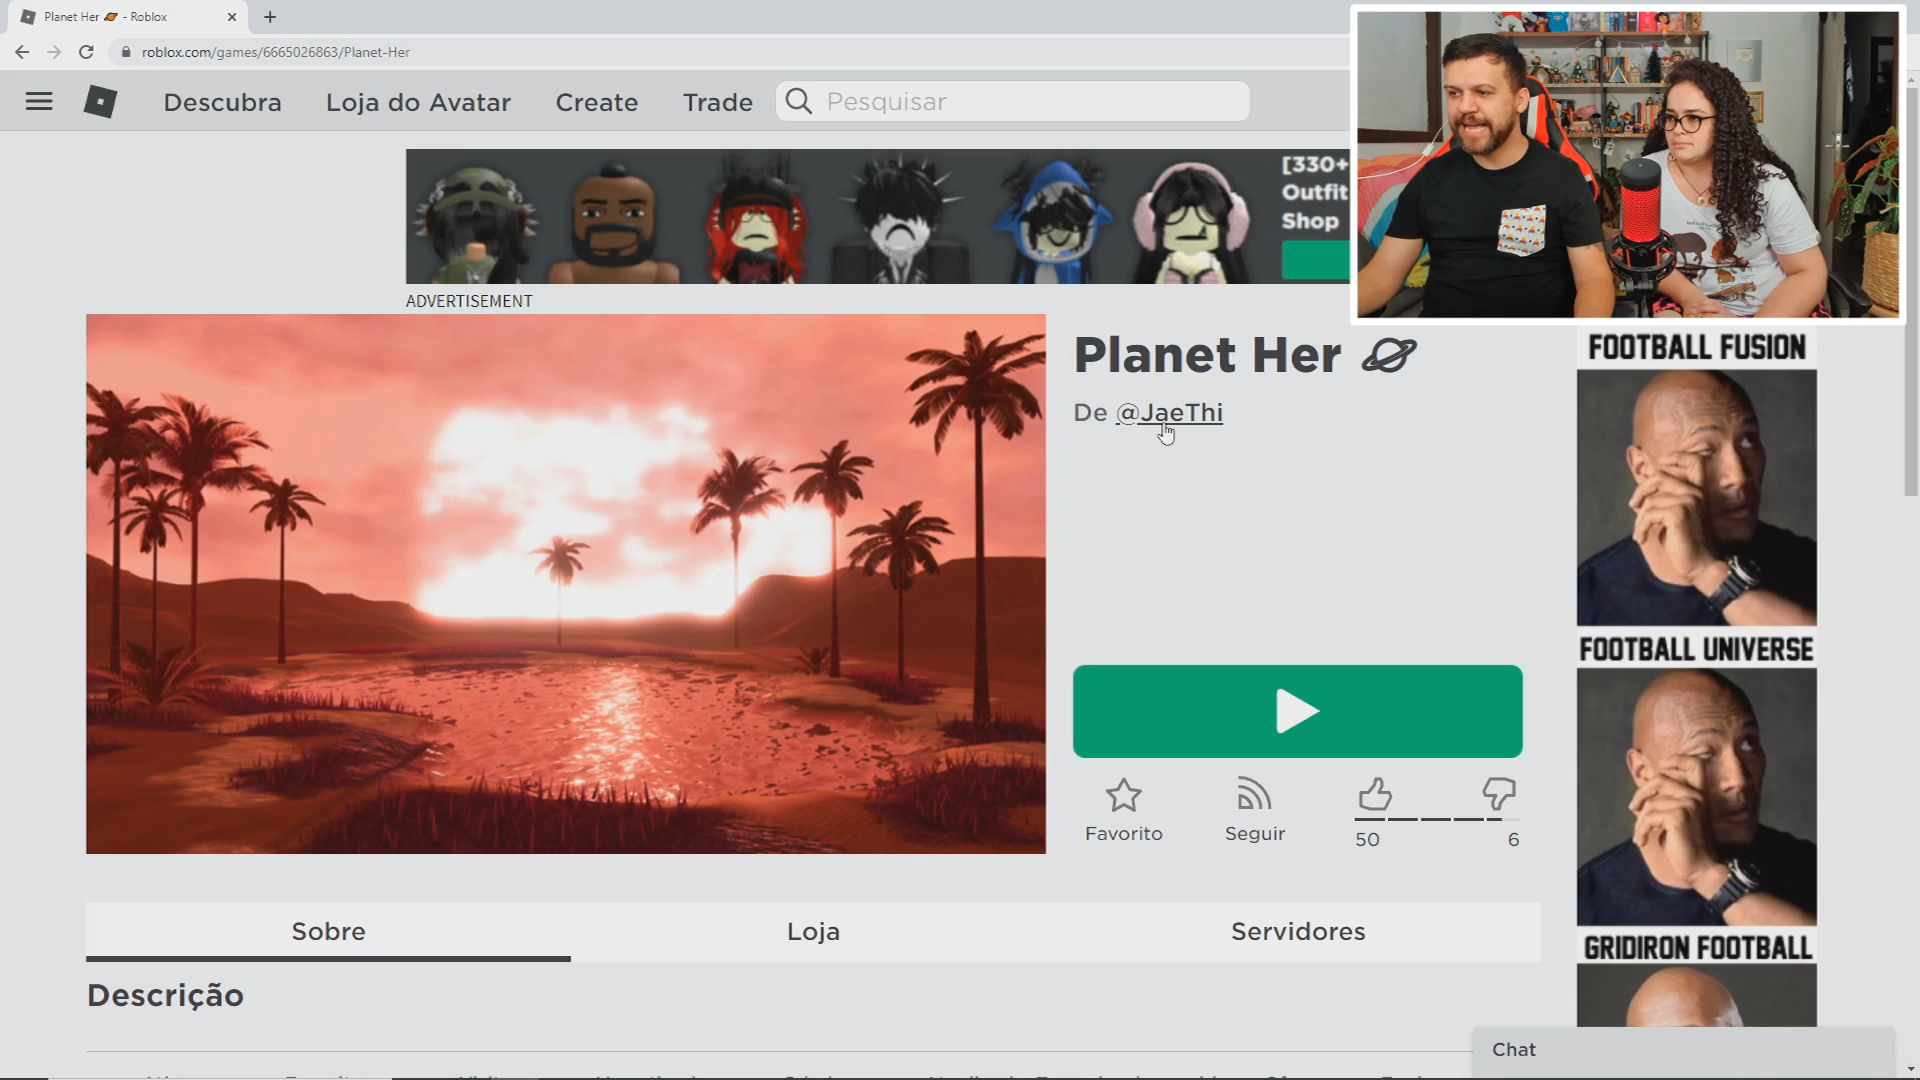 Planet Her 🪐 - Roblox
roblox.com/games/6665026863/Planet-Her
Descubra
Loja do Avatar
Create
Trade
Pesquisar
[330+
Outfit
Shop
ADVERTISEMENT
Planet Her 🪐
De @JaeThi
Favorito
Seguir
50
6
FOOTBALL FUSION
FOOTBALL UNIVERSE
GRIDIRON FOOTBALL
Sobre
Loja
Servidores
Descrição
Chat